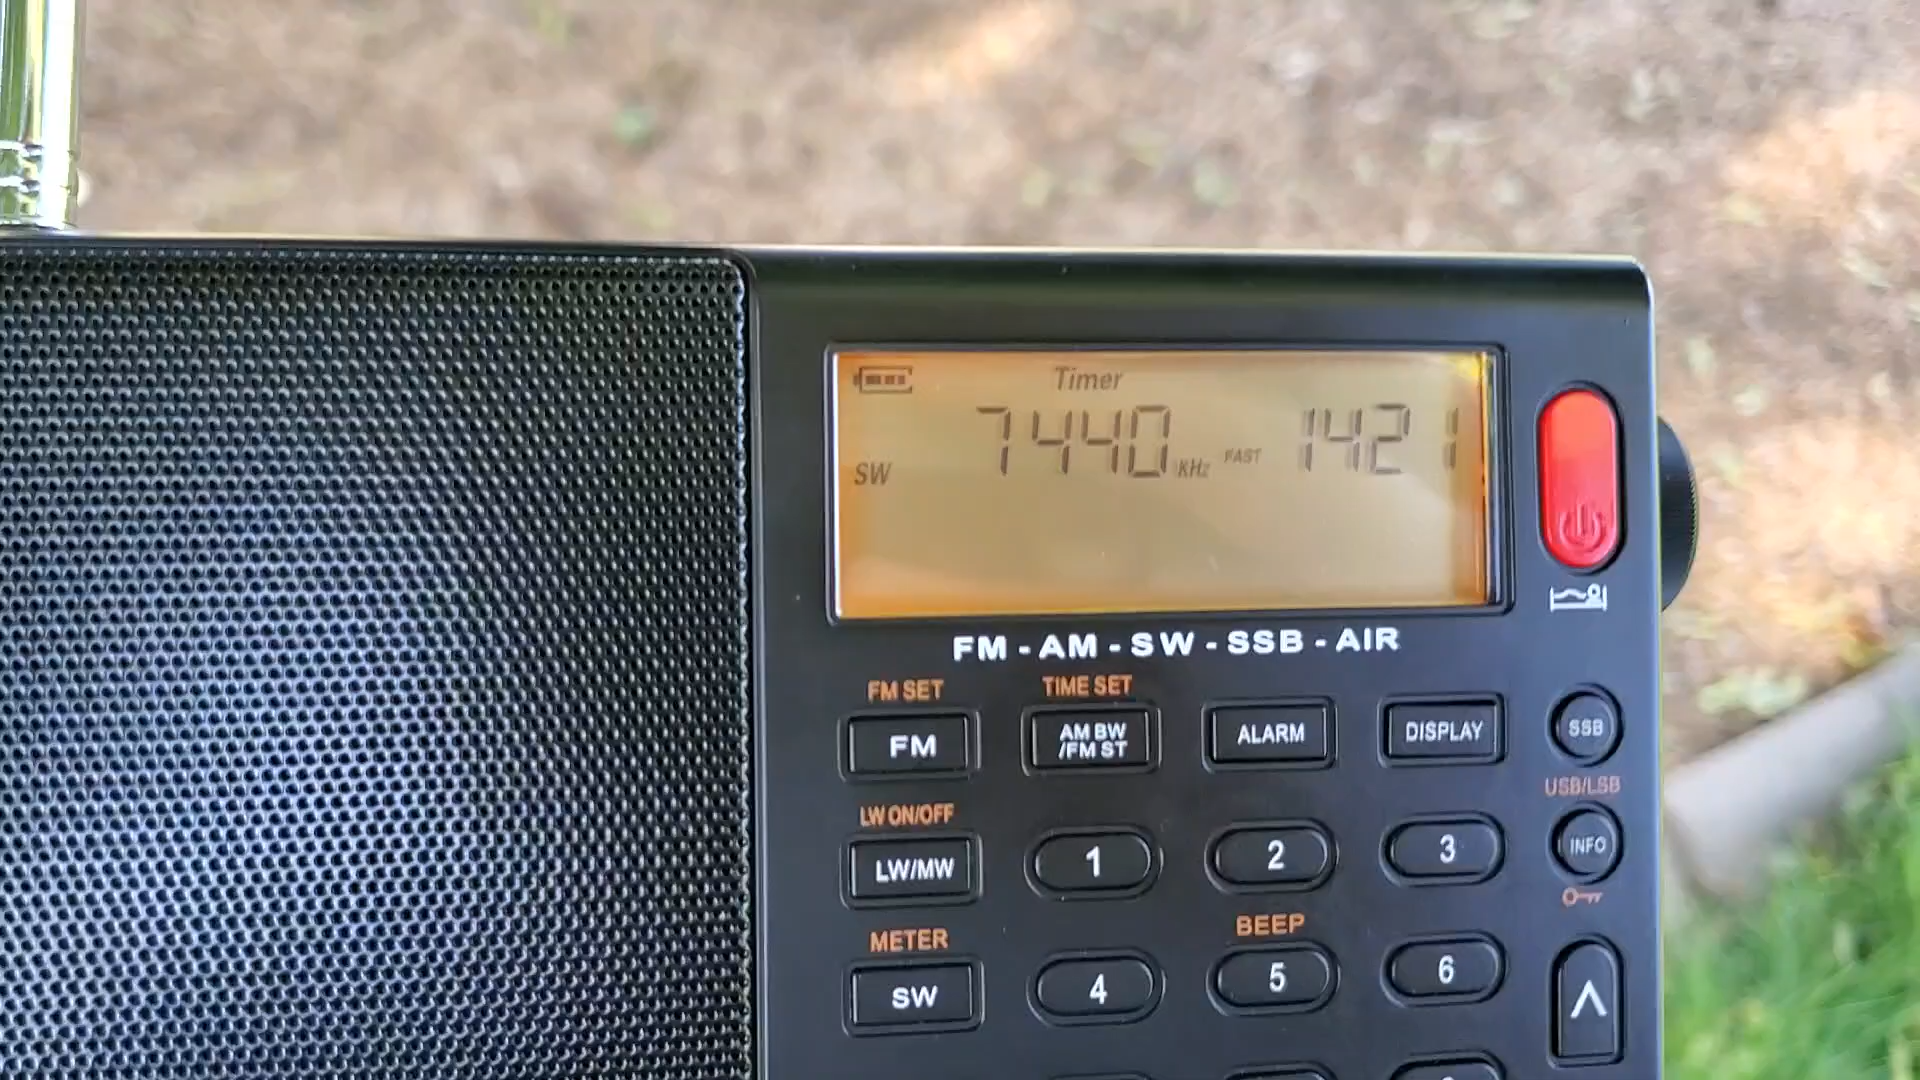 Timer
7440 KHz FAST 1421
SW
FM - AM - SW - SSB - AIR
FM SET
TIME SET
FM
AM BW
/FM ST
ALARM
DISPLAY
SSB
USB/LSB
LW ON/OFF
LW/MW
1
2
3
INFO
METER
BEEP
SW
4
5
6